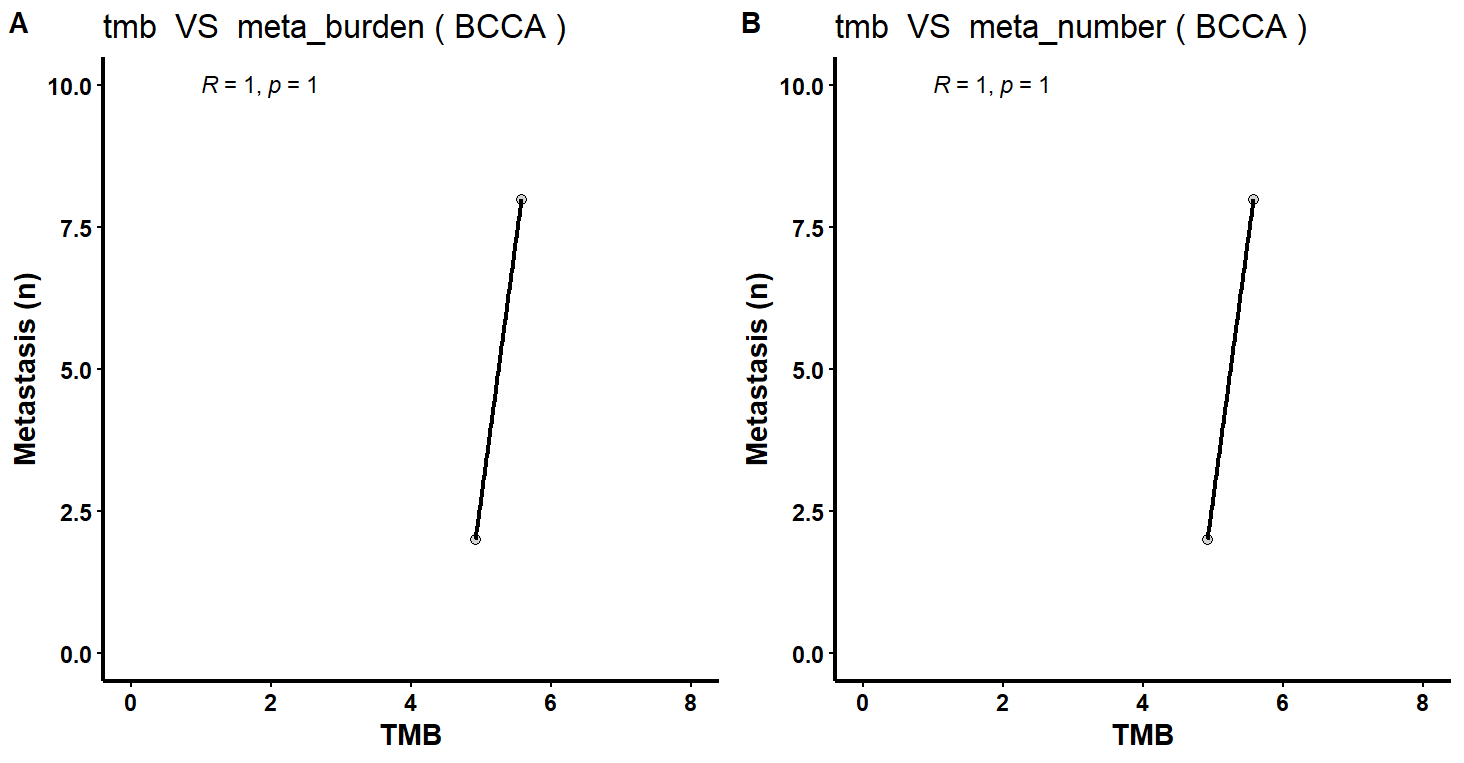 A
tmb VS meta_burden ( BCCA )
R = 1, p = 1
10.0
7.5
5.0
2.5
0.0
Metastasis (n)
0 2 4 6 8
TMB
B
tmb VS meta_number ( BCCA )
R = 1, p = 1
10.0
7.5
5.0
2.5
0.0
Metastasis (n)
0 2 4 6 8
TMB